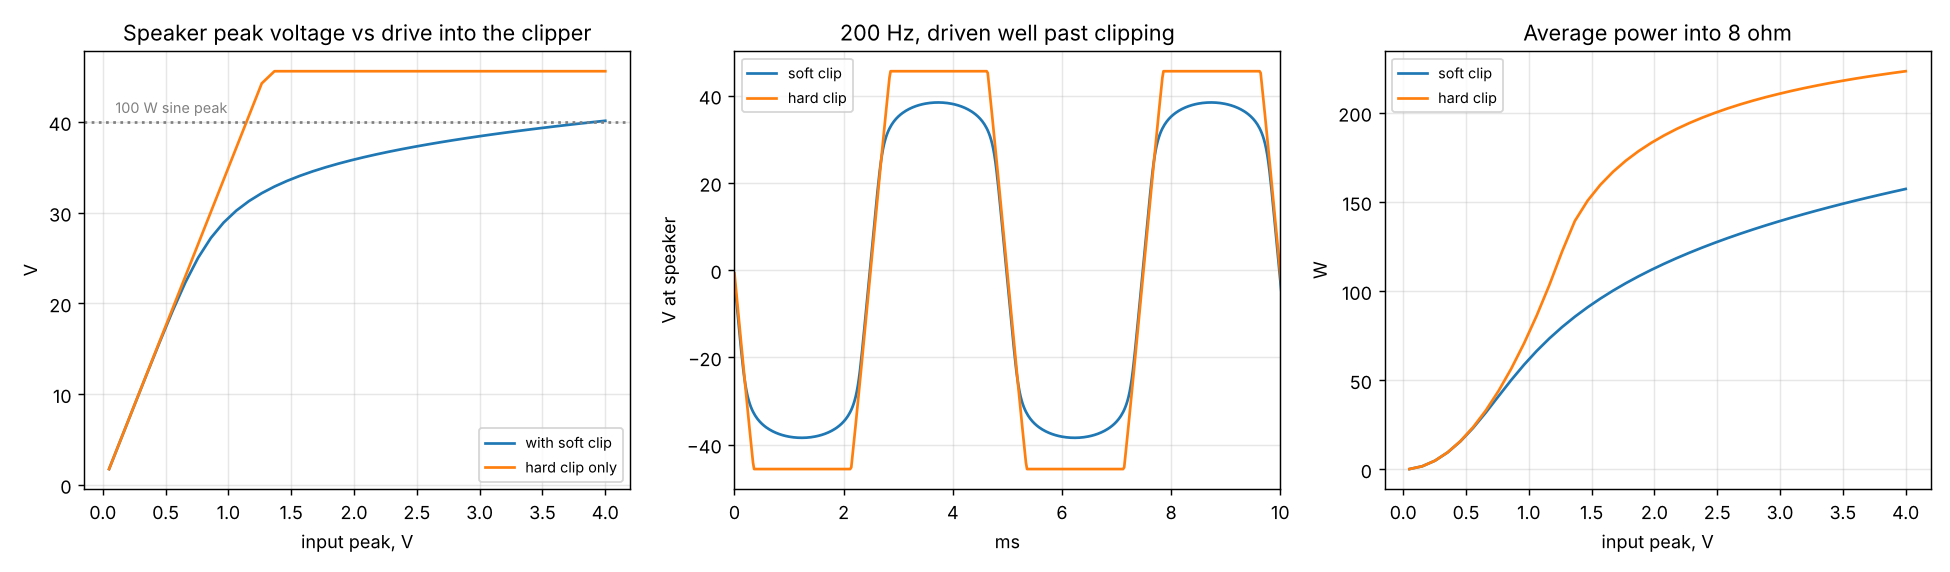 Speaker peak voltage vs drive into the clipper
V
40
30
20
10
0
100 W sine peak
with soft clip
hard clip only
0.0 0.5 1.0 1.5 2.0 2.5 3.0 3.5 4.0
input peak, V
200 Hz, driven well past clipping
V at speaker
40
20
0
−20
−40
soft clip
hard clip
0 2 4 6 8 10
ms
Average power into 8 ohm
W
200
150
100
50
0
soft clip
hard clip
0.0 0.5 1.0 1.5 2.0 2.5 3.0 3.5 4.0
input peak, V